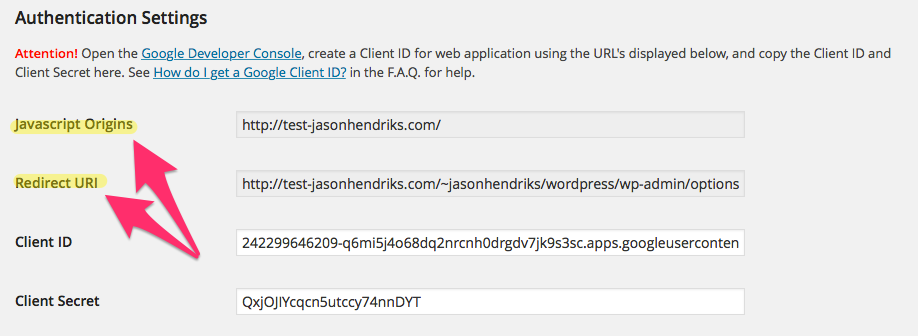 Authentication Settings
Attention! Open the Google Developer Console, create a Client ID for web application using the URL's displayed below, and copy the Client ID and
Client Secret here. See How do I get a Google Client ID? in the F.A.Q. for help.
Javascript Origins
http://test-jasonhendriks.com/
Redirect URI
http://test-jasonhendriks.com/~jasonhendriks/wordpress/wp-admin/options
Client ID
242299646209-q6mi5j4o68dq2nrcnh0drgdv7jk9s3sc.apps.googleuserconten
Client Secret
QxjOJIYcqcn5utccy74nnDYT